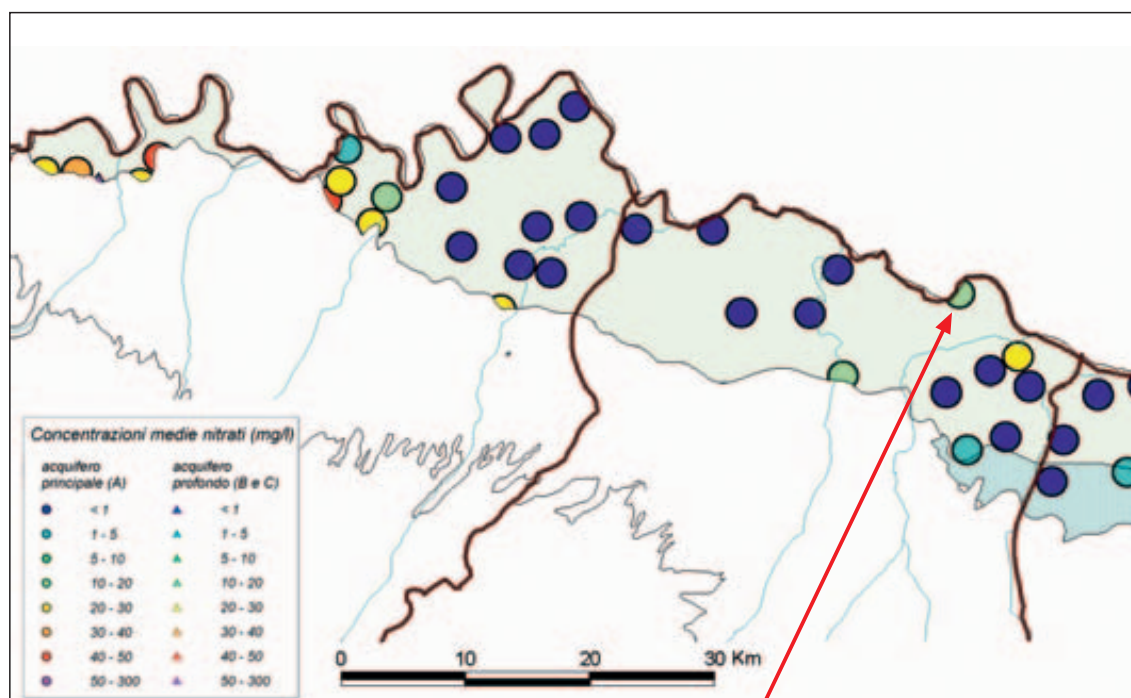 Concentrazioni medie nitrati (mg/l)
acquifero principale (A)
acquifero profondo (B e C)
< 1 < 1
1 - 5 1 - 5
5 - 10 5 - 10
10 - 20 10 - 20
20 - 30 20 - 30
30 - 40 30 - 40
40 - 50 40 - 50
50 - 300 50 - 300
0 10 20 30 Km